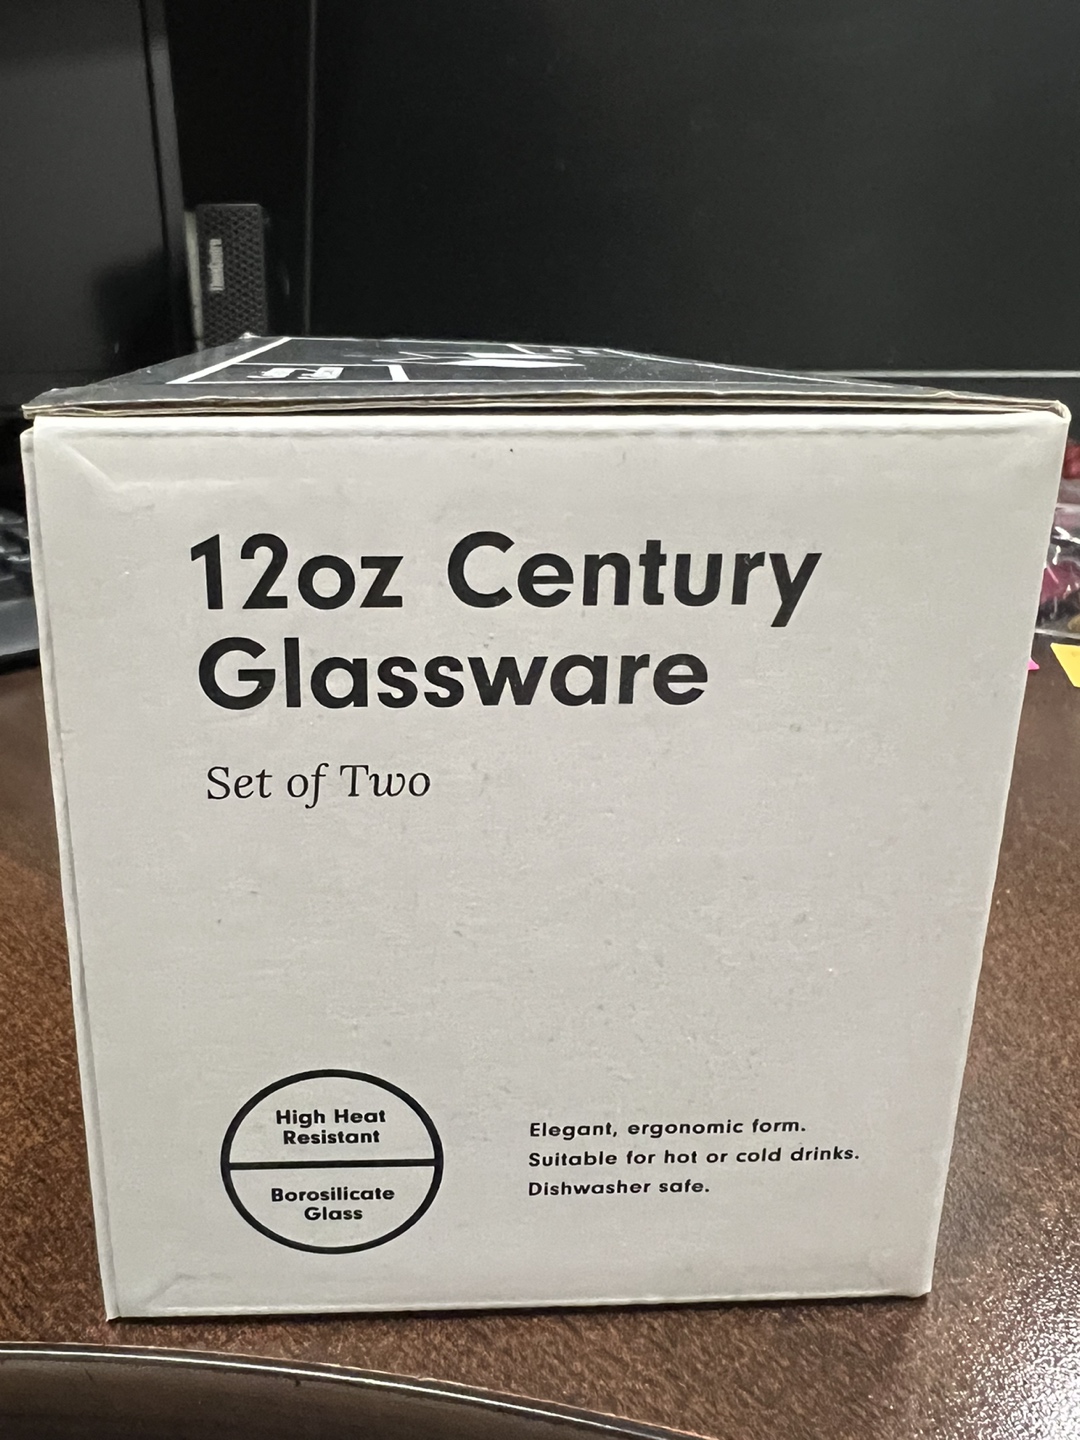 12oz Century
Glassware
Set of Two
High Heat
Resistant
Borosilicate
Glass
Elegant, ergonomic form.
Suitable for hot or cold drinks.
Dishwasher safe.